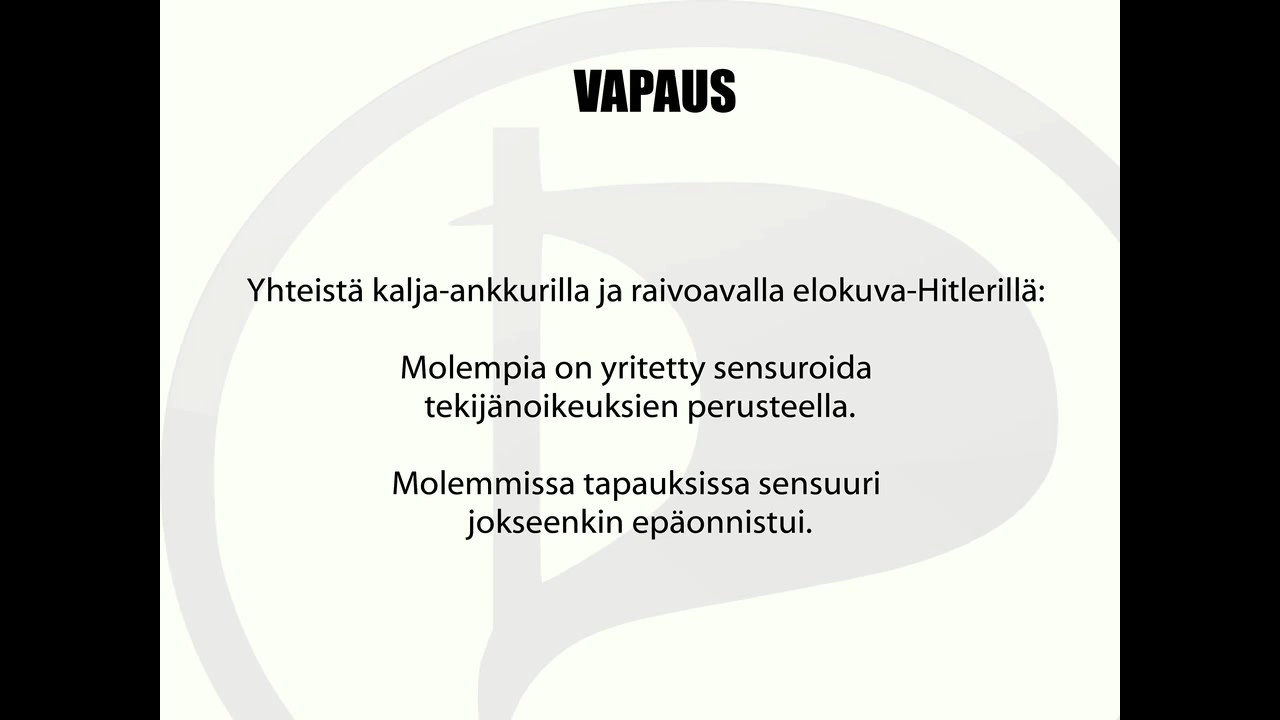 VAPAUS
Yhteistä kalja-ankkurilla ja raivoavalla elokuva-Hitlerillä:
Molempia on yritetty sensuroida
tekijänoikeuksien perusteella.
Molemmissa tapauksissa sensuuri
jokseenkin epäonnistui.